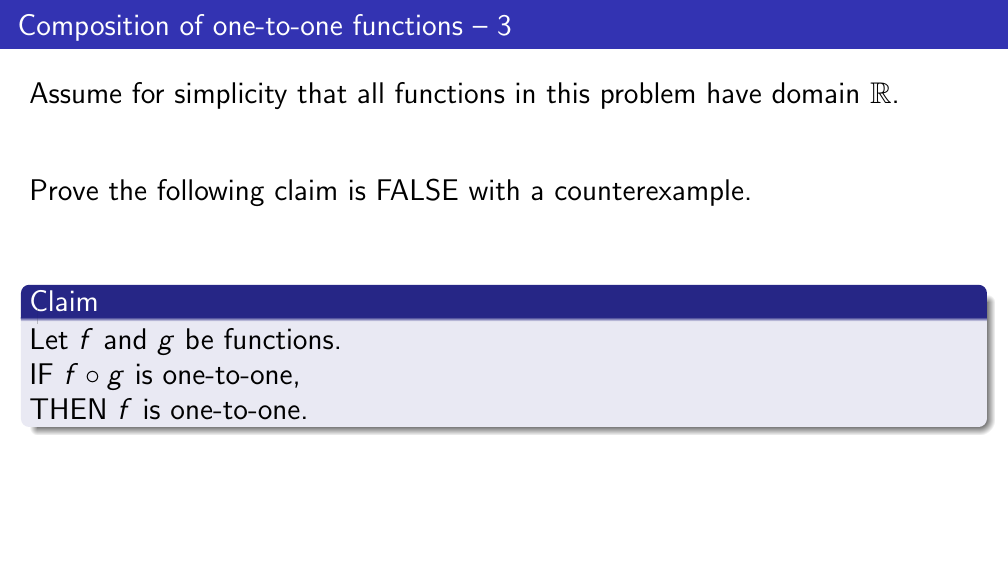 Composition of one-to-one functions – 3
Assume for simplicity that all functions in this problem have domain ℝ.
Prove the following claim is FALSE with a counterexample.
Claim
Let f and g be functions.
IF f ∘ g is one-to-one,
THEN f is one-to-one.